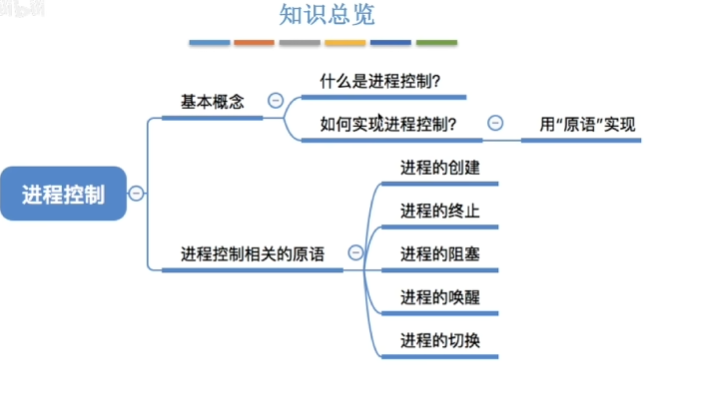 知识总览
进程控制
基本概念
什么是进程控制?
如何实现进程控制?
用“原语”实现
进程控制相关的原语
进程的创建
进程的终止
进程的阻塞
进程的唤醒
进程的切换